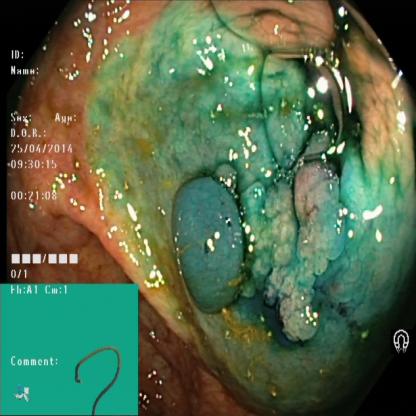 ID:
Name:
Sex: Age:
D.O.B.:
25/04/2014
09:30:15
00:21:08
0/1
Eh:A1 Cm:1
Comment: